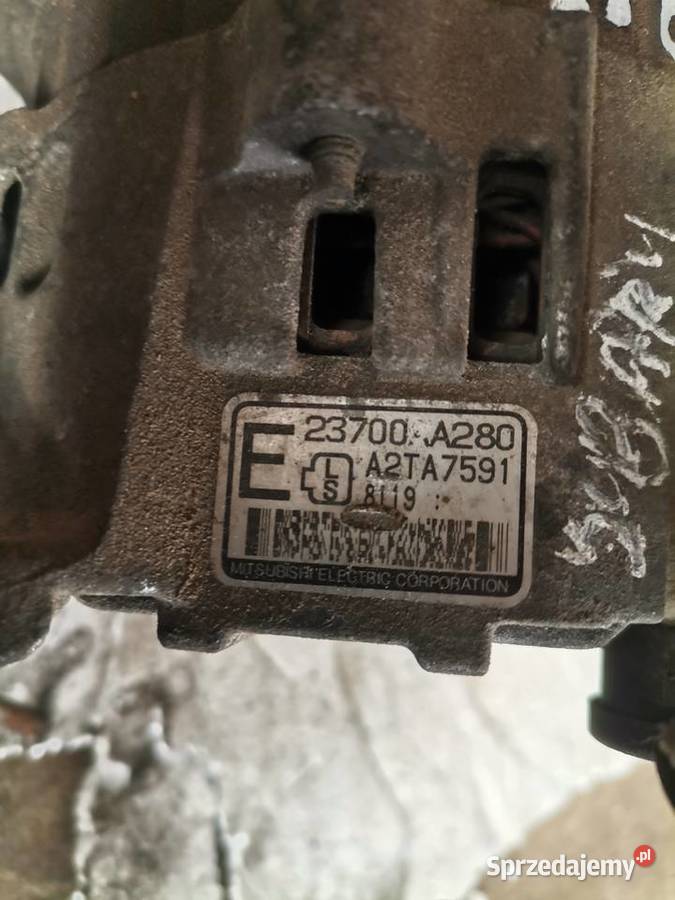 E 23700 A280
L
S
A2TA7591
8119 :
MITSUBISHI ELECTRIC CORPORATION
SUBARU
Sprzedajemy.pl